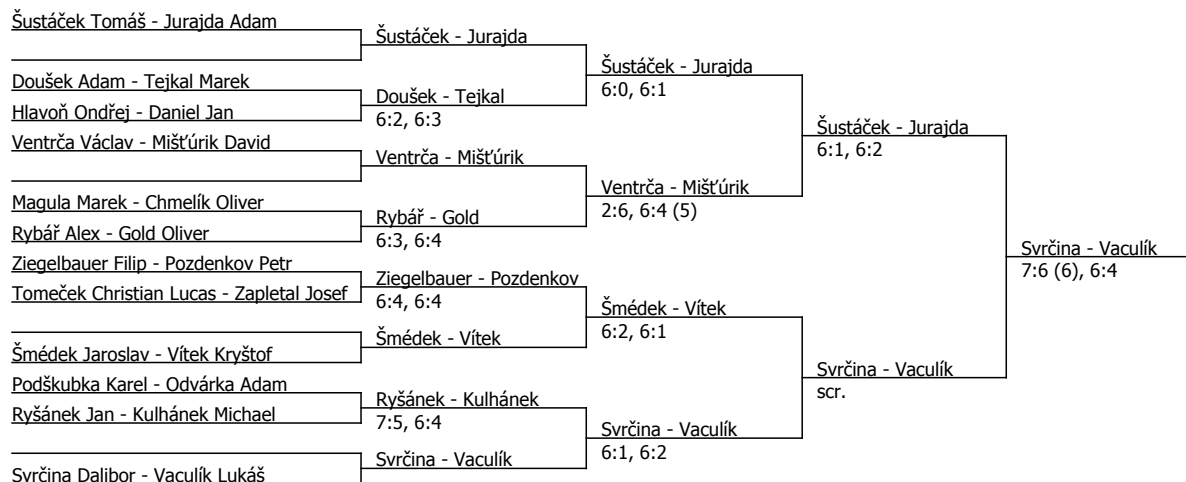 Šustáček Tomáš - Jurajda Adam
Šustáček - Jurajda
Šustáček - Jurajda
6:0, 6:1
Doušek Adam - Tejkal Marek
Doušek - Tejkal
6:2, 6:3
Hlavoň Ondřej - Daniel Jan
Šustáček - Jurajda
6:1, 6:2
Ventrča Václav - Mišťúrik David
Ventrča - Mišťúrik
Ventrča - Mišťúrik
2:6, 6:4 (5)
Magula Marek - Chmelík Oliver
Rybář - Gold
6:3, 6:4
Rybář Alex - Gold Oliver
Svrčina - Vaculík
7:6 (6), 6:4
Ziegelbauer Filip - Pozdenkov Petr
Ziegelbauer - Pozdenkov
6:4, 6:4
Tomeček Christian Lucas - Zapletal Josef
Šmédek - Vítek
6:2, 6:1
Šmédek - Vítek
Šmédek Jaroslav - Vítek Kryštof
Svrčina - Vaculík
scr.
Podškubka Karel - Odvárka Adam
Ryšánek - Kulhánek
7:5, 6:4
Ryšánek Jan - Kulhánek Michael
Svrčina - Vaculík
6:1, 6:2
Svrčina - Vaculík
Svrčina Dalibor - Vaculík Lukáš